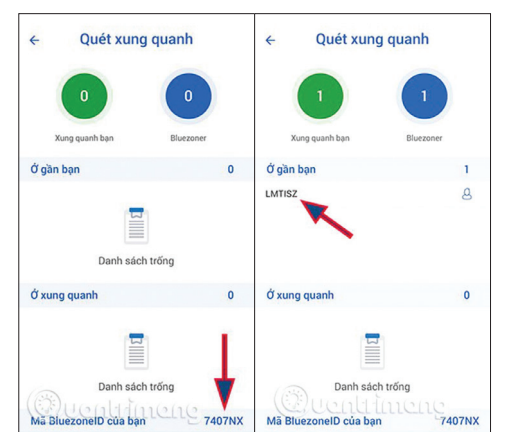 Quét xung quanh
0
0
Xung quanh bạn
Bluezoner
Ở gần bạn
0
Danh sách trống
Ở xung quanh
0
Danh sách trống
Mã BluezoneID của bạn
7407NX
Quantrimang
Quét xung quanh
1
1
Xung quanh bạn
Bluezoner
Ở gần bạn
1
LMTISZ
Ở xung quanh
0
Danh sách trống
Mã BluezoneID của bạn
7407NX
Quantrimang